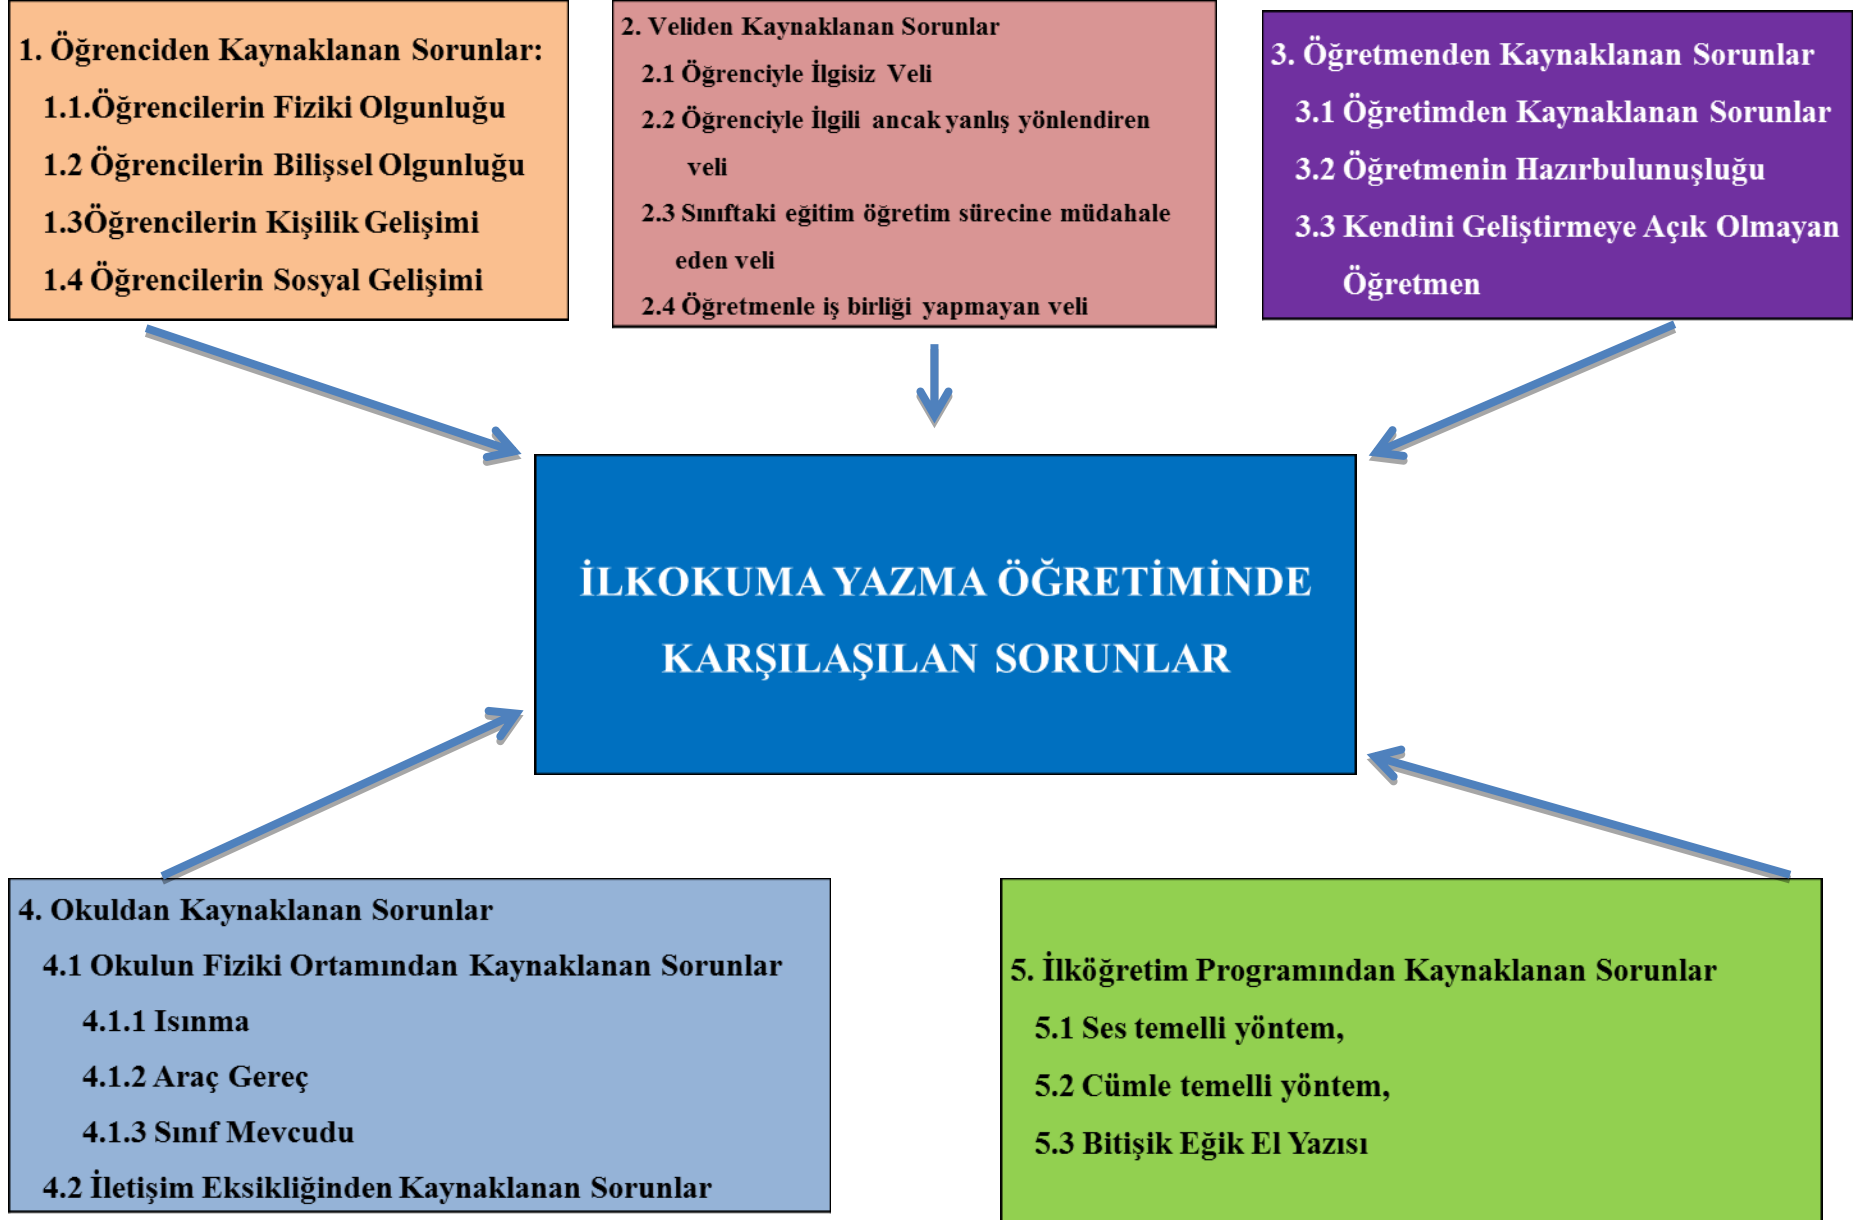 1. Öğrenciden Kaynaklanan Sorunlar:
1.1.Öğrencilerin Fiziki Olgunluğu
1.2 Öğrencilerin Bilişsel Olgunluğu
1.3Öğrencilerin Kişilik Gelişimi
1.4 Öğrencilerin Sosyal Gelişimi
2. Veliden Kaynaklanan Sorunlar
2.1 Öğrenciyle İlgisiz Veli
2.2 Öğrenciyle İlgili ancak yanlış yönlendiren
veli
2.3 Sınıftaki eğitim öğretim sürecine müdahale
eden veli
2.4 Öğretmenle iş birliği yapmayan veli
3. Öğretmenden Kaynaklanan Sorunlar
3.1 Öğretimden Kaynaklanan Sorunlar
3.2 Öğretmenin Hazırbulunuşluğu
3.3 Kendini Geliştirmeye Açık Olmayan
Öğretmen
İLKOKUMA YAZMA ÖĞRETİMİNDE
KARŞILAŞILAN SORUNLAR
4. Okuldan Kaynaklanan Sorunlar
4.1 Okulun Fiziki Ortamından Kaynaklanan Sorunlar
4.1.1 Isınma
4.1.2 Araç Gereç
4.1.3 Sınıf Mevcudu
4.2 İletişim Eksikliğinden Kaynaklanan Sorunlar
5. İlköğretim Programından Kaynaklanan Sorunlar
5.1 Ses temelli yöntem,
5.2 Cümle temelli yöntem,
5.3 Bitişik Eğik El Yazısı